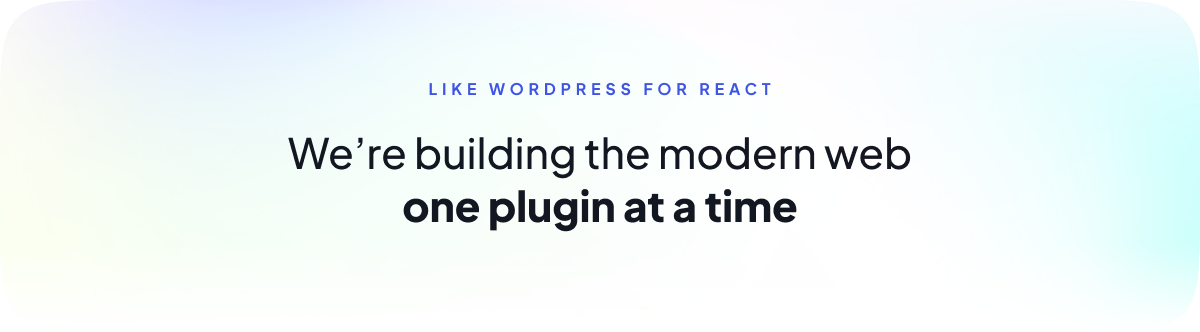 LIKE WORDPRESS FOR REACT
We’re building the modern web
one plugin at a time